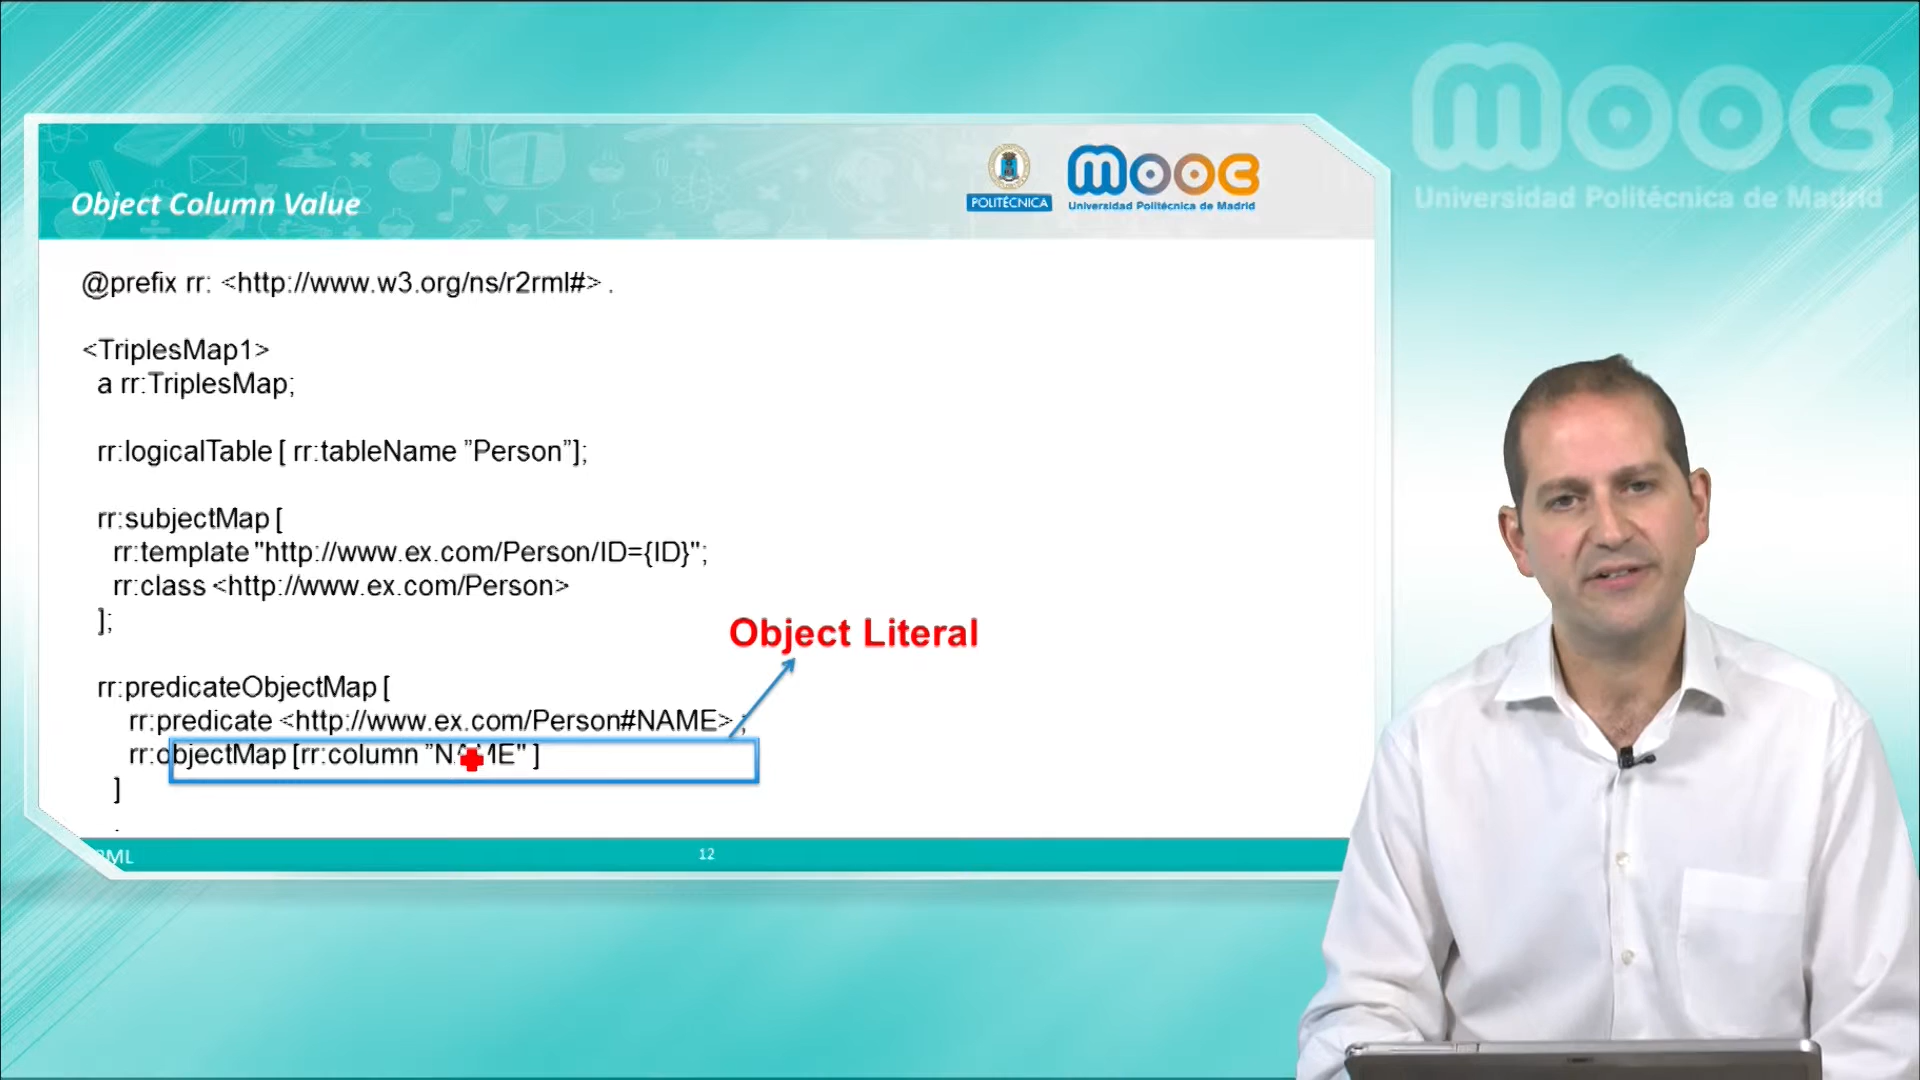 mooc
Universidad Politécnica de Madrid
Object Column Value
POLITÉCNICA
mooc
Universidad Politécnica de Madrid
@prefix rr: <http://www.w3.org/ns/r2rml#> .
<TriplesMap1>
a rr:TriplesMap;
rr:logicalTable [ rr:tableName ”Person”];
rr:subjectMap [
rr:template "http://www.ex.com/Person/ID={ID}";
rr:class <http://www.ex.com/Person>
];
Object Literal
rr:predicateObjectMap [
rr:predicate <http://www.ex.com/Person#NAME> ;
rr:objectMap [rr:column ”NAME" ]
]
.
12